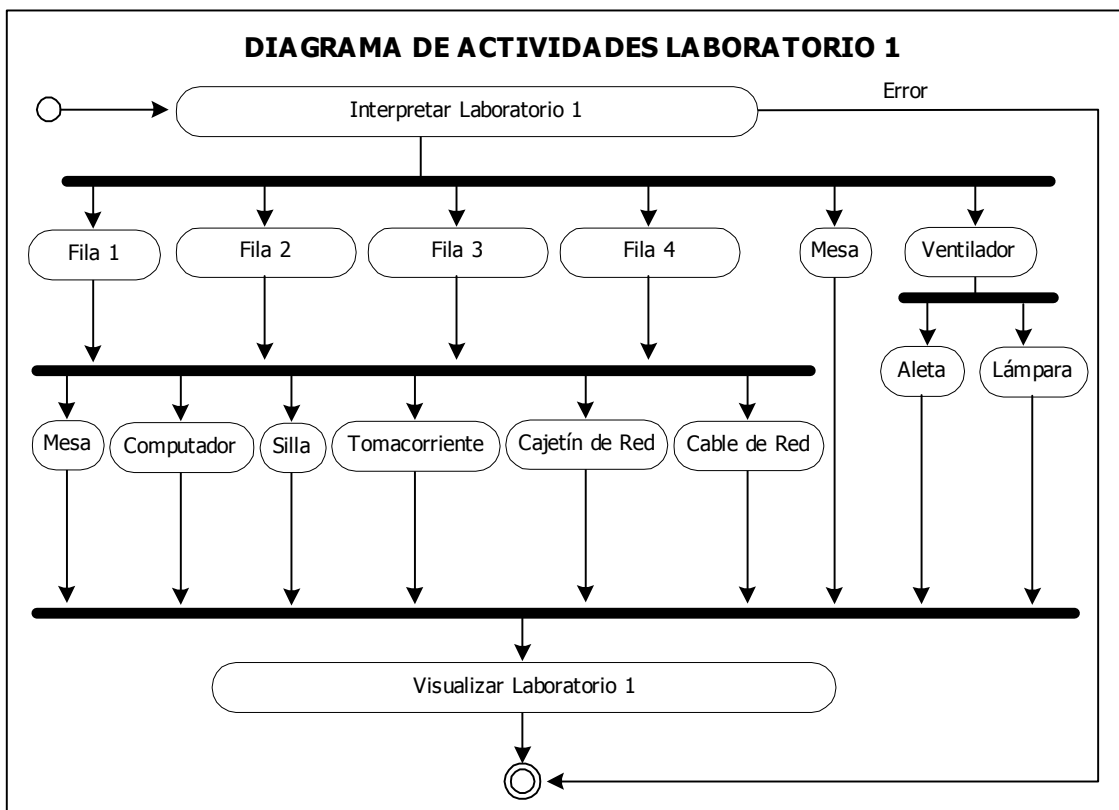 DIAGRAMA DE ACTIVIDADES LABORATORIO 1
Error
Interpretar Laboratorio 1
Fila 1
Fila 2
Fila 3
Fila 4
Mesa
Ventilador
Aleta
Lámpara
Mesa
Computador
Silla
Tomacorriente
Cajetín de Red
Cable de Red
Visualizar Laboratorio 1